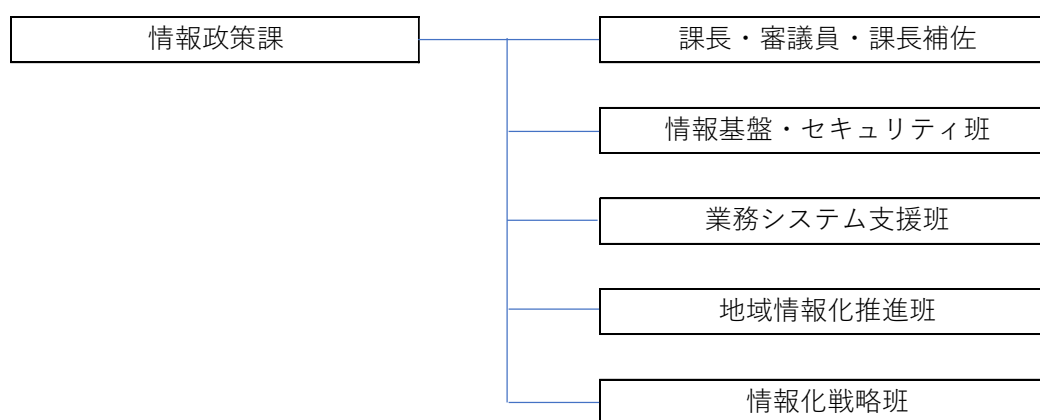 情報政策課
課長・審議員・課長補佐
情報基盤・セキュリティ班
業務システム支援班
地域情報化推進班
情報化戦略班